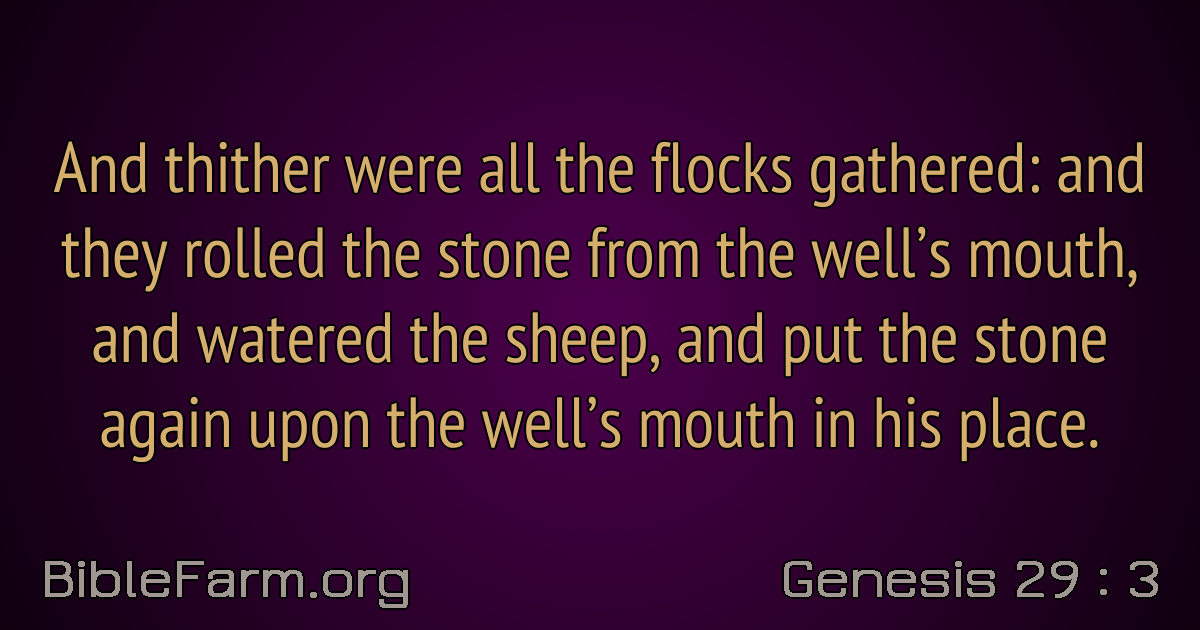 And thither were all the flocks gathered: and
they rolled the stone from the well’s mouth,
and watered the sheep, and put the stone
again upon the well’s mouth in his place.
BibleFarm.org
Genesis 29 : 3